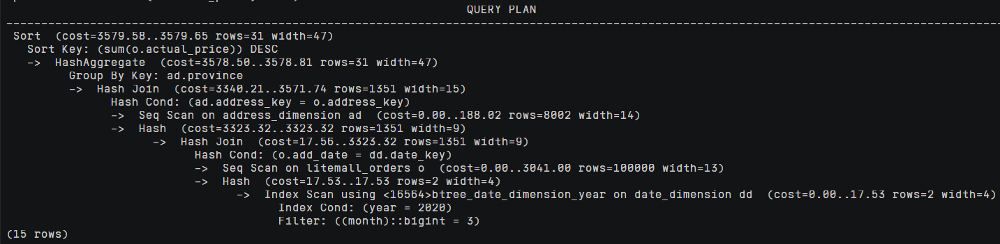 QUERY PLAN
--------------------------------------------------------------------------------------------------------------------------------------------
Sort  (cost=3579.58..3579.65 rows=31 width=47)
  Sort Key: (sum(o.actual_price)) DESC
  ->  HashAggregate  (cost=3578.50..3578.81 rows=31 width=47)
        Group By Key: ad.province
        ->  Hash Join  (cost=3340.21..3571.74 rows=1351 width=15)
              Hash Cond: (ad.address_key = o.address_key)
              ->  Seq Scan on address_dimension ad  (cost=0.00..188.02 rows=8002 width=14)
              ->  Hash  (cost=3323.32..3323.32 rows=1351 width=9)
                    ->  Hash Join  (cost=17.56..3323.32 rows=1351 width=9)
                          Hash Cond: (o.add_date = dd.date_key)
                          ->  Seq Scan on litemall_orders o  (cost=0.00..3041.00 rows=100000 width=13)
                          ->  Hash  (cost=17.53..17.53 rows=2 width=4)
                                ->  Index Scan using <16564>btree_date_dimension_year on date_dimension dd  (cost=0.00..17.53 rows=2 width=4)
                                      Index Cond: (year = 2020)
                                      Filter: ((month)::bigint = 3)
(15 rows)